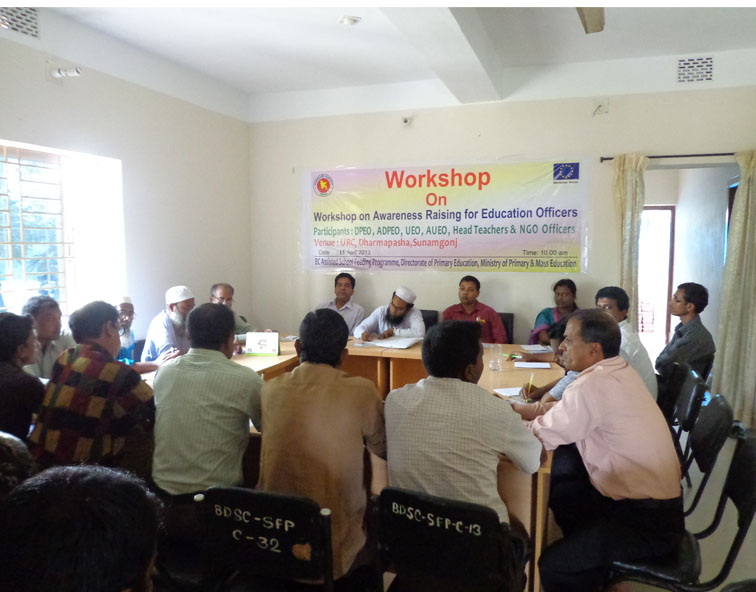 Workshop
On
Workshop on Awareness Raising for Education Officers
Participants : DPEO, ADPEO, UEO, AUEO, Head Teachers & NGO Officers
Venue : URC, Dharmapasha, Sunamgonj
Date 15 April 2012 Time: 10.00 am
EC Assisted School Feeding Programme, Directorate of Primary Education, Ministry of Primary & Mass Education
BDSC-SFP
C-32
BDSC-SFP-C-13